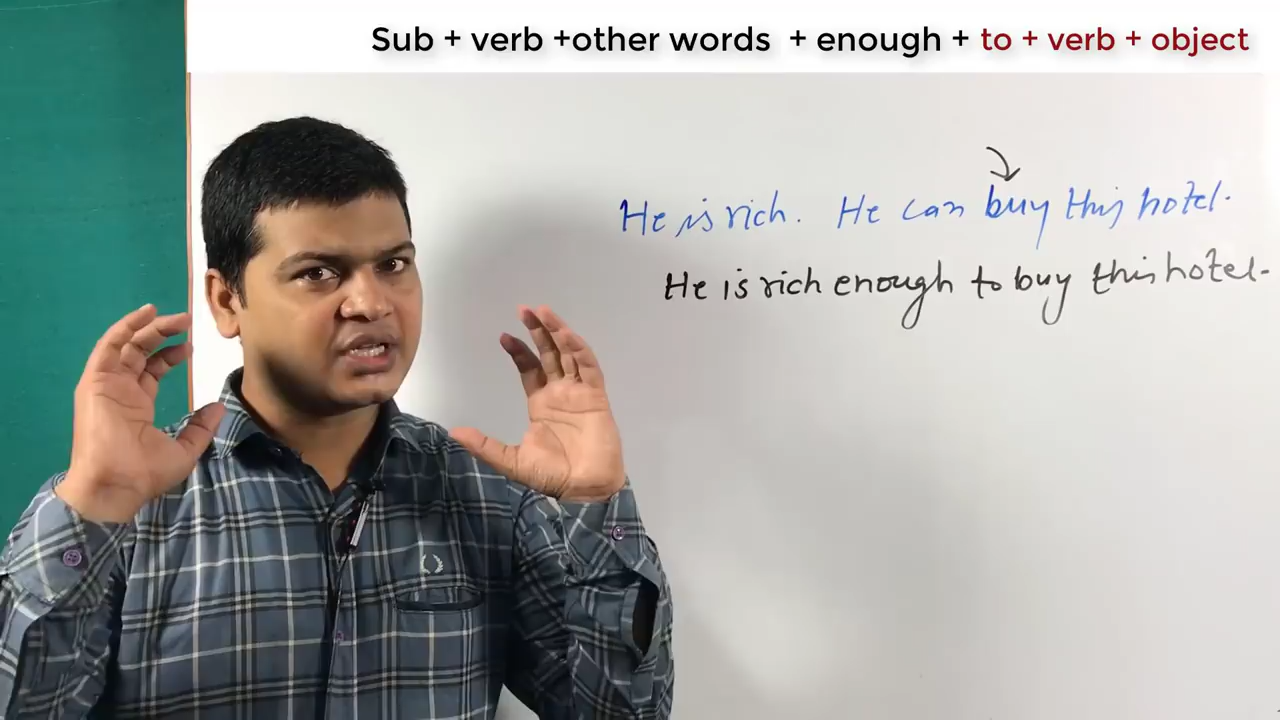 Sub + verb +other words + enough + to + verb + object
He is rich. He can buy this hotel.
He is rich enough to buy this hotel.